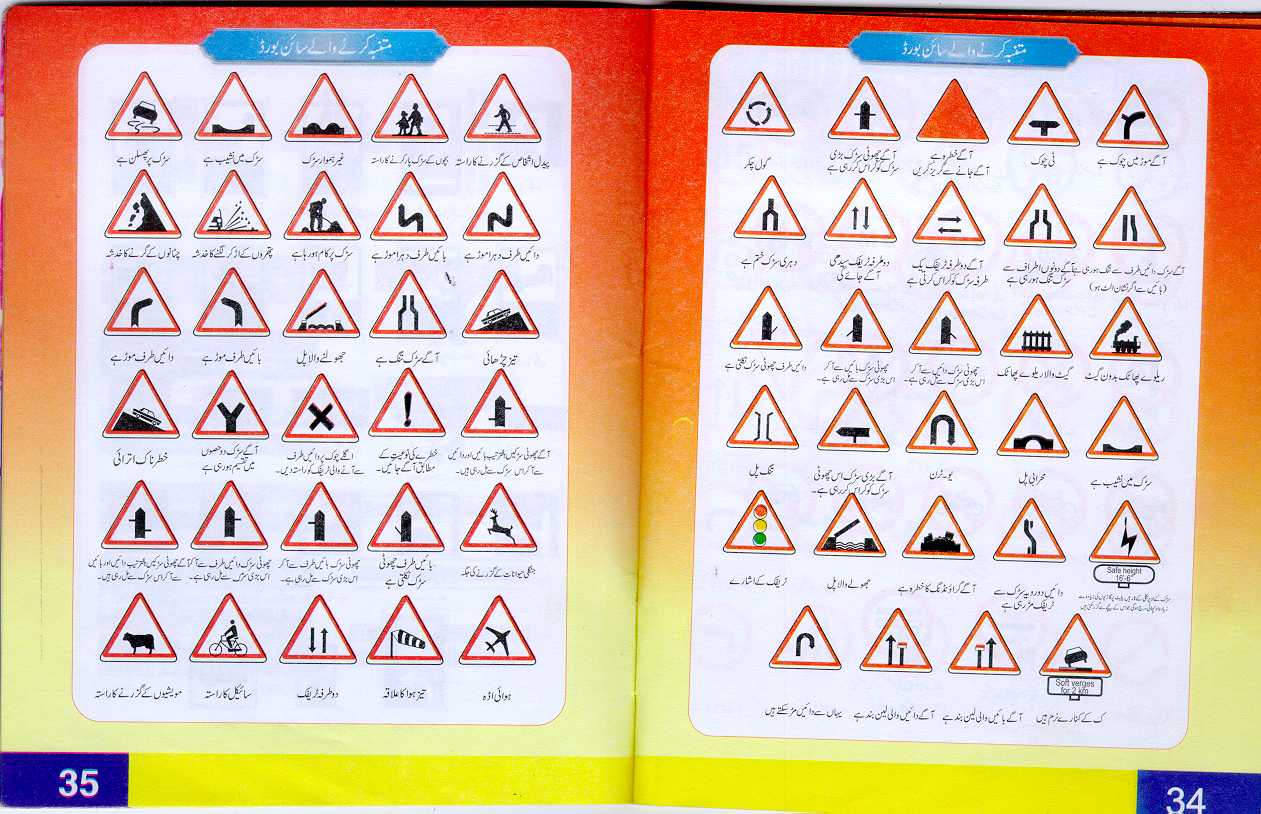 متنبہ کرنے والے سائن بورڈ
آگے موڑ میں چوک ہے
ٹی چوک
آگے خطرہ ہے
آگے جانے سے گریز کریں
آگے چھوٹی سڑک بڑی
سڑک کو کراس کر رہی ہے
گول چکر
آگے سڑک دائیں طرف سے تنگ ہو رہی ہے
(بائیں سے اگر نشان الٹ ہو)
آگے دونوں اطراف سے
سڑک تنگ ہو رہی ہے
آگے دو طرفہ ٹریفک یک
طرفہ سڑک کو کراس کرتی ہے
دو طرفہ ٹریفک سیدھی
آگے جائے گی
دہری سڑک ختم ہے
ریلوے پھاٹک بدون گیٹ
گیٹ والا ریلوے پھاٹک
چھوٹی سڑک دائیں سے آ کر
اس بڑی سڑک سے مل رہی ہے۔
چھوٹی سڑک بائیں سے آ کر
اس بڑی سڑک سے مل رہی ہے۔
دائیں طرف چھوٹی سڑک نکلتی ہے
سڑک میں نشیب ہے
محرابی پل
یو۔ٹرن
آگے بڑی سڑک اس چھوٹی
سڑک کو کراس کر رہی ہے۔
تنگ پل
Safe height
16'-6"
دائیں دو رویہ سڑک سے
ٹریفک مڑ رہی ہے
آگے گراؤنڈنگ کا خطرہ ہے
جھولے والا پل
ٹریفک کے اشارے
Soft verges
for 2 km
ک کے کنارے نرم ہیں
آگے بائیں والی لین بند ہے
آگے دائیں والی لین بند ہے
یہاں سے دائیں مڑ سکتے ہیں
34
متنبہ کرنے والے سائن بورڈ
پیدل اشخاص کے گزرنے کا راستہ
بچوں کے سڑک پار کرنے کا راستہ
غیر ہموار سڑک
سڑک میں نشیب ہے
سڑک پر پھسلن ہے
دائیں طرف دہرا موڑ ہے
بائیں طرف دہرا موڑ ہے
سڑک پر کام ہو رہا ہے
پتھروں کے اڑ کر لگنے کا خدشہ
چٹانوں کے گرنے کا خدشہ
تیز چڑھائی
آگے سڑک تنگ ہے
جھولنے والا پل
بائیں طرف موڑ ہے
دائیں طرف موڑ ہے
آگے چھوٹی سڑکیں بالترتیب بائیں اور دائیں
سے آ کر اس سڑک سے مل رہی ہیں۔
خطرے کی نوعیت کے
مطابق آگے جائیں۔
اگلے چوک پر دائیں طرف
سے آنے والی ٹریفک کو راستہ دیں۔
آگے سڑک دو حصوں
میں تقسیم ہو رہی ہے
خطرناک اترائی
جنگلی حیوانات کے گزرنے کی جگہ
بائیں طرف چھوٹی
سڑک نکلتی ہے
چھوٹی سڑک بائیں طرف سے آ کر
اس بڑی سڑک سے مل رہی ہے۔
چھوٹی سڑک دائیں طرف سے آ کر
اس بڑی سڑک سے مل رہی ہے۔
آگے چھوٹی سڑکیں بالترتیب دائیں اور بائیں
سے آ کر اس سڑک سے مل رہی ہیں۔
ہوائی اڈہ
تیز ہوا کا علاقہ
دو طرفہ ٹریفک
سائیکل کا راستہ
مویشیوں کے گزرنے کا راستہ
35